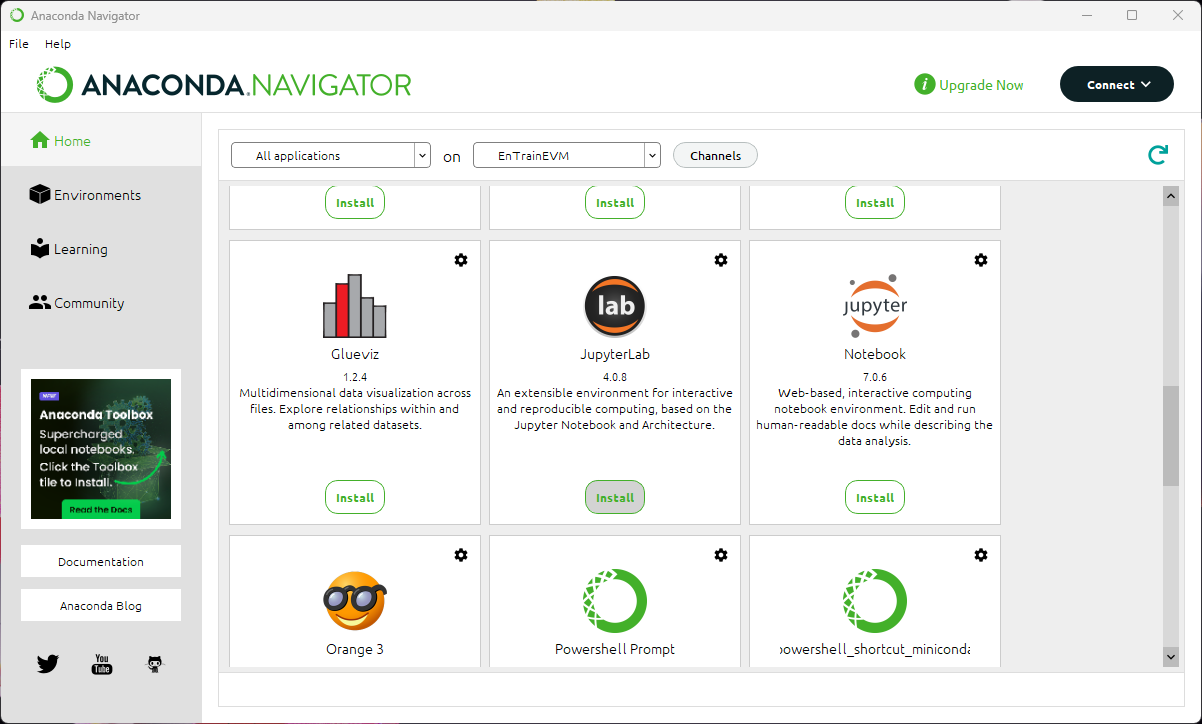 Anaconda Navigator
File Help
ANACONDA.NAVIGATOR
i Upgrade Now
Connect
Home
Environments
Learning
Community
All applications on EnTrainEVM Channels
Install Install Install
Glueviz
1.2.4
Multidimensional data visualization across
files. Explore relationships within and
among related datasets.
Install
lab
JupyterLab
4.0.8
An extensible environment for interactive
and reproducible computing, based on the
Jupyter Notebook and Architecture.
Install
jupyter
Notebook
7.0.6
Web-based, interactive computing
notebook environment. Edit and run
human-readable docs while describing the
data analysis.
Install
Orange 3
Powershell Prompt
powershell_shortcut_miniconda
NEW
Anaconda Toolbox
Supercharged
local notebooks.
Click the Toolbox
tile to install.
Read the Docs
Documentation
Anaconda Blog
You
Tube